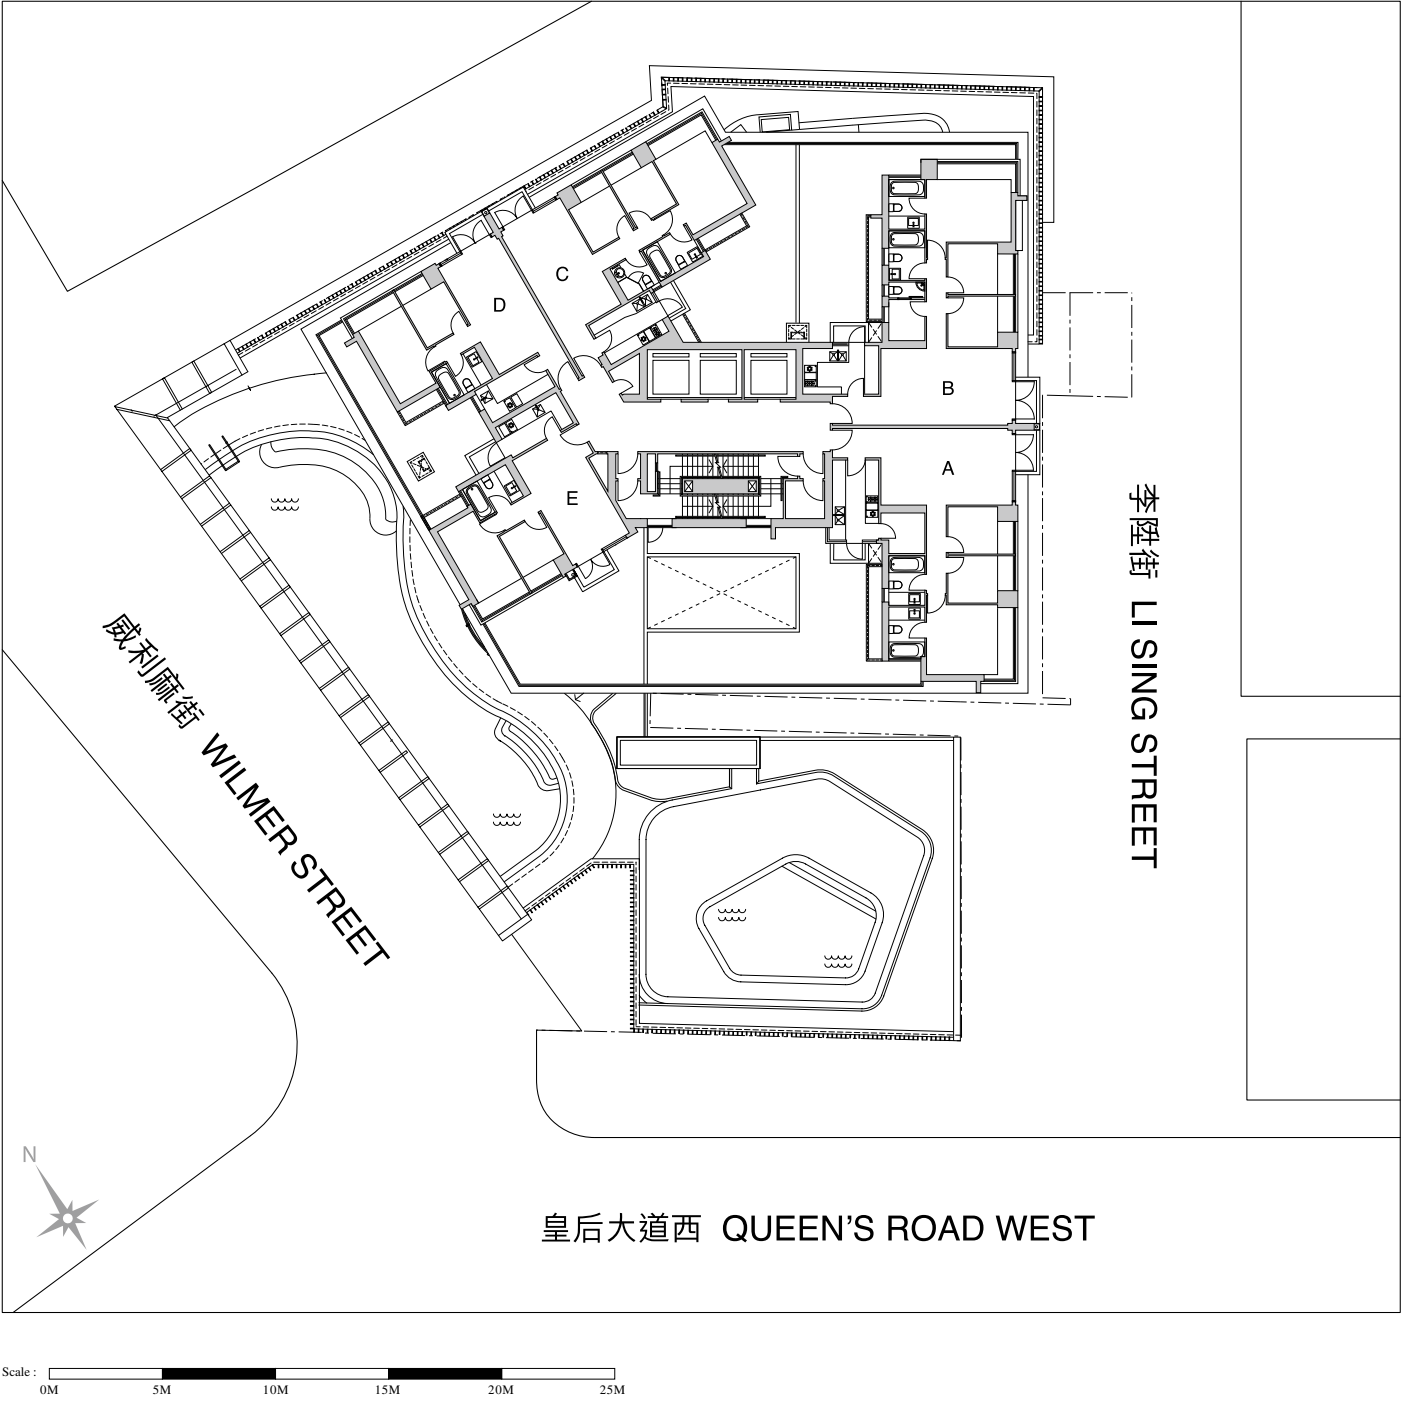 C
D
B
A
E
李陞街 LI SING STREET
威利麻街 WILMER STREET
N
皇后大道西 QUEEN'S ROAD WEST
Scale :
0M 5M 10M 15M 20M 25M